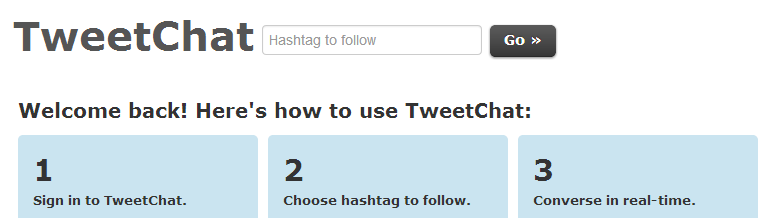 TweetChat Hashtag to follow Go »
Welcome back! Here's how to use TweetChat:
1 2 3
Sign in to TweetChat. Choose hashtag to follow. Converse in real-time.